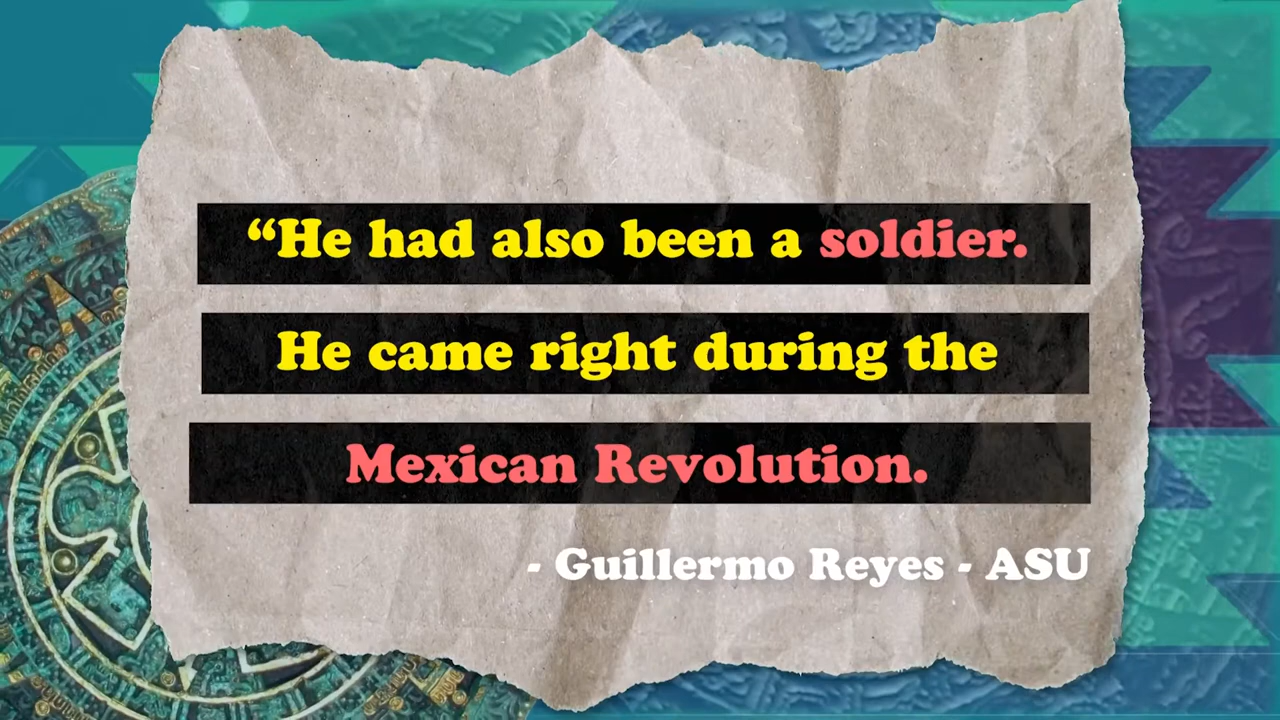 “He had also been a soldier.
He came right during the
Mexican Revolution.
- Guillermo Reyes - ASU